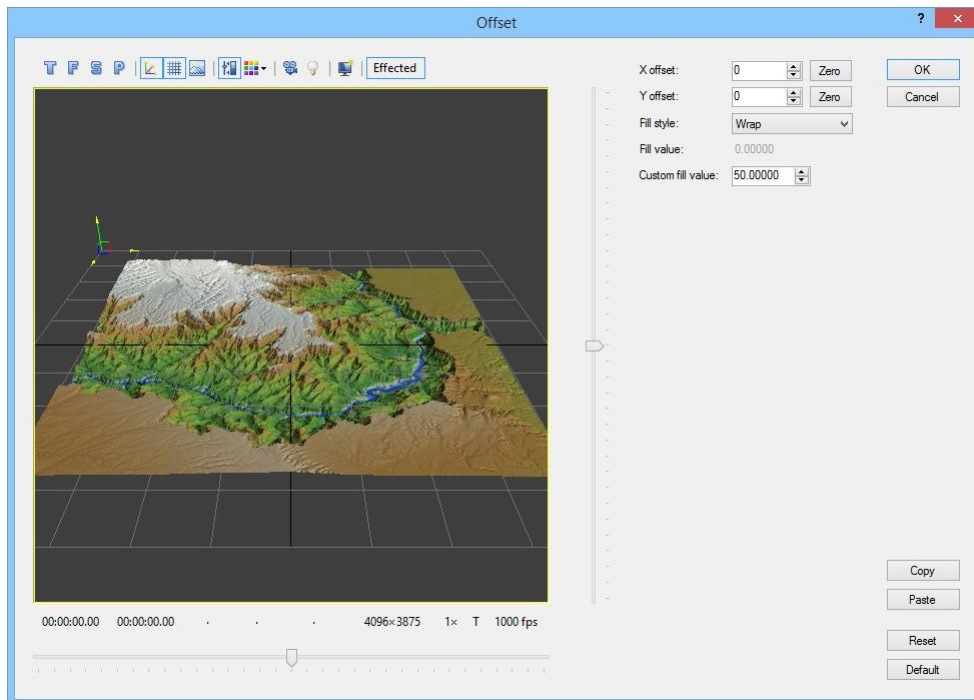 Offset
?
T F S P Effected
X offset: 0 Zero OK
Y offset: 0 Zero Cancel
Fill style: Wrap
Fill value: 0.00000
Custom fill value: 50.00000
Copy
Paste
00:00:00.00 00:00:00.00 . . . 4096×3875 1× T 1000 fps
Reset
Default